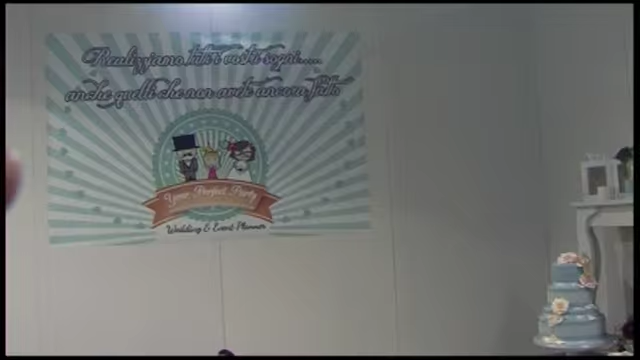 Realizziamo tutti i vostri sogni.....
anche quelli che non avete ancora fatto
Your Perfect Party
Wedding & Event Planner